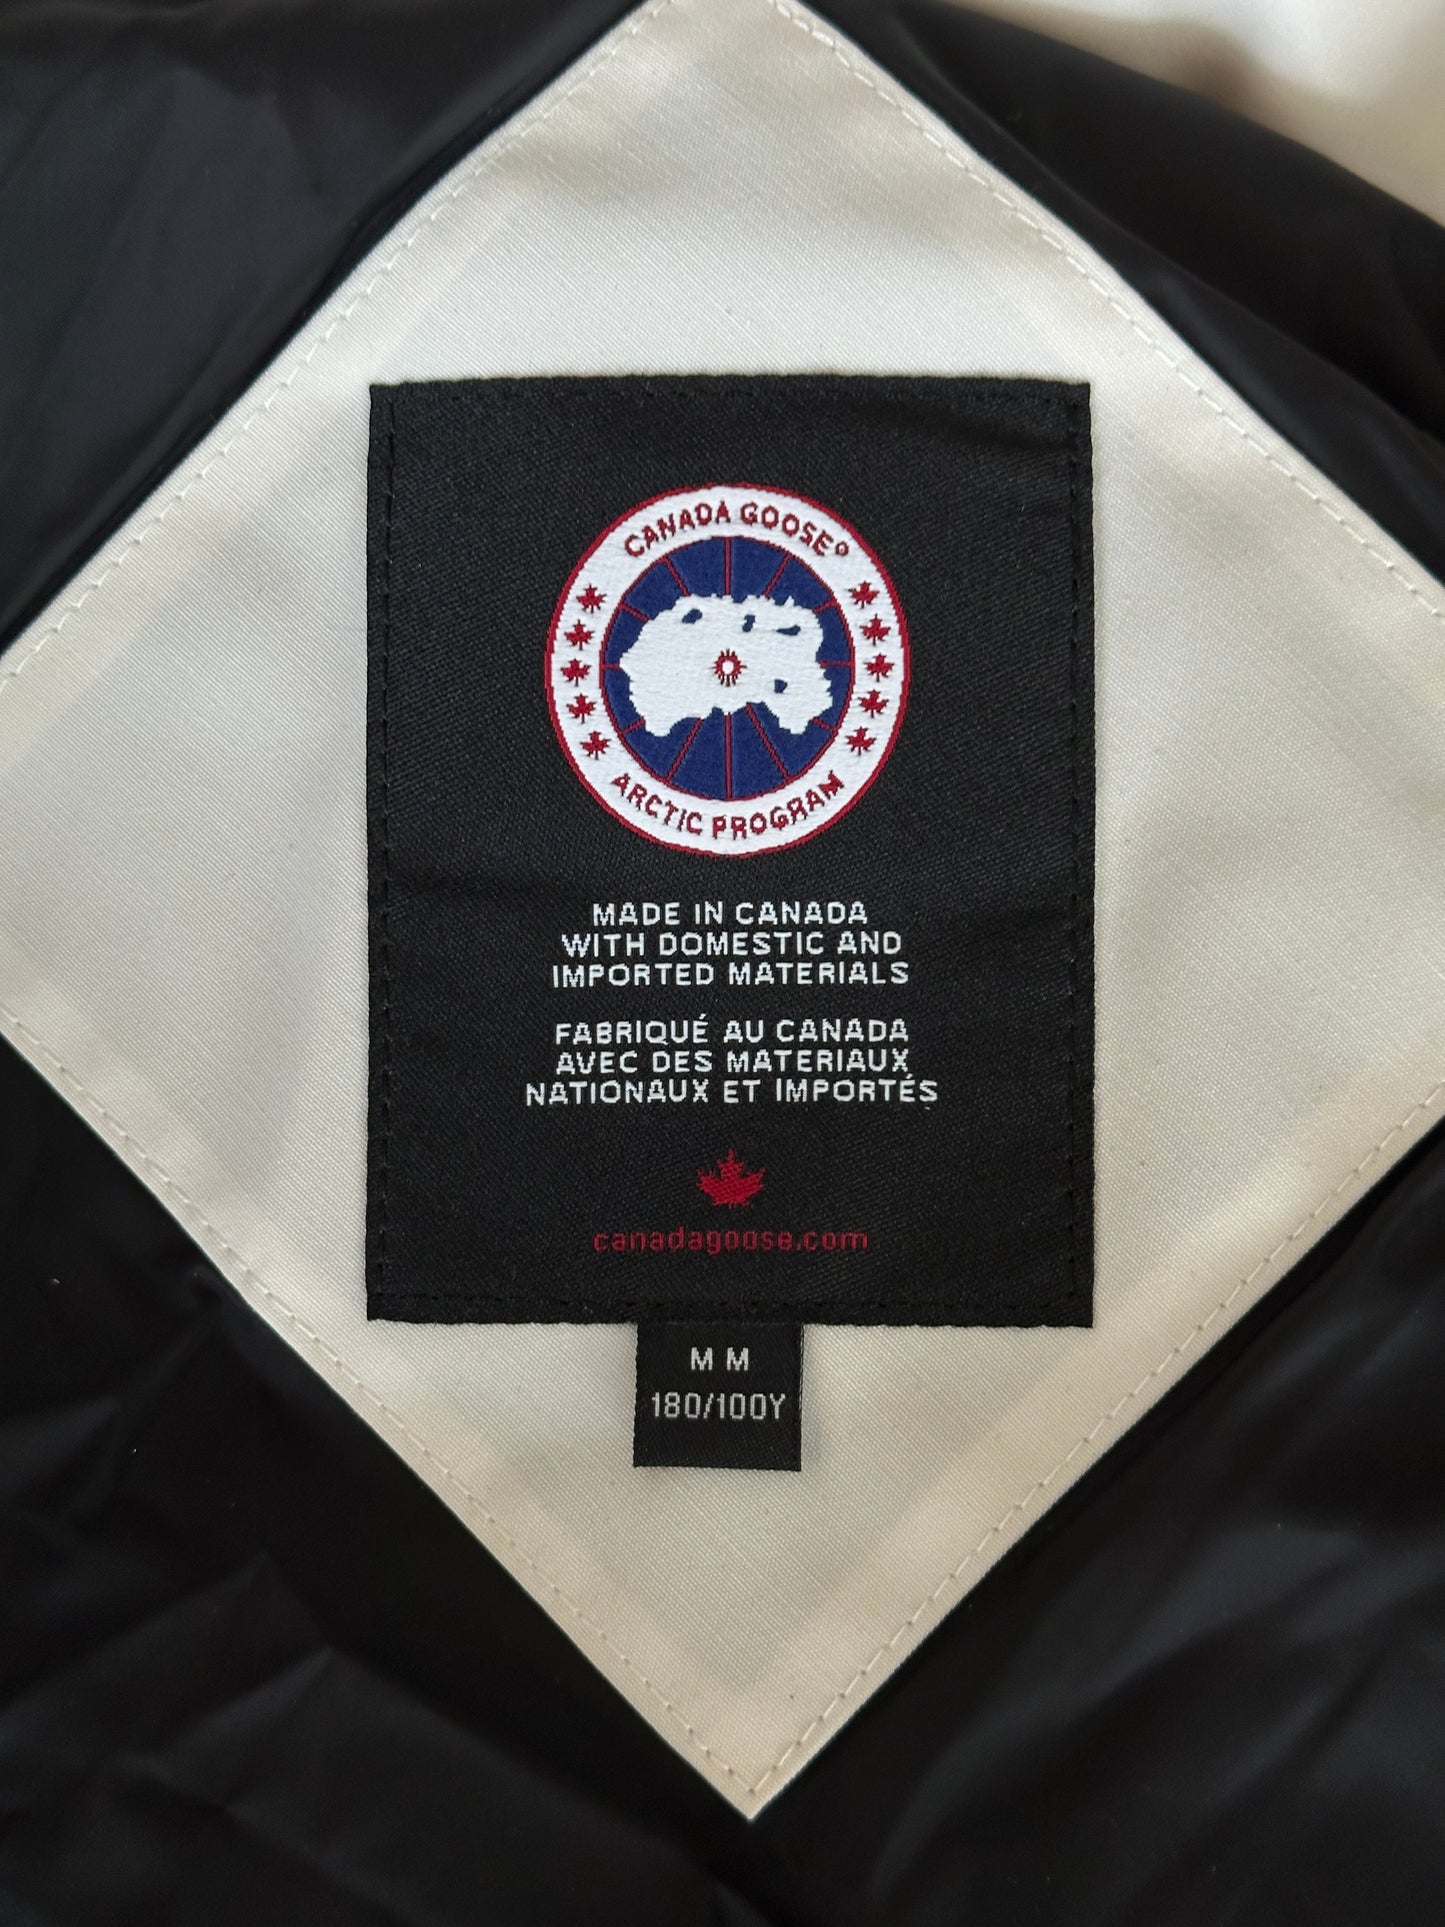 CANADA GOOSE®
ARCTIC PROGRAM
MADE IN CANADA
WITH DOMESTIC AND
IMPORTED MATERIALS
FABRIQUÉ AU CANADA
AVEC DES MATERIAUX
NATIONAUX ET IMPORTÉS
canadagoose.com
M M
180/100Y